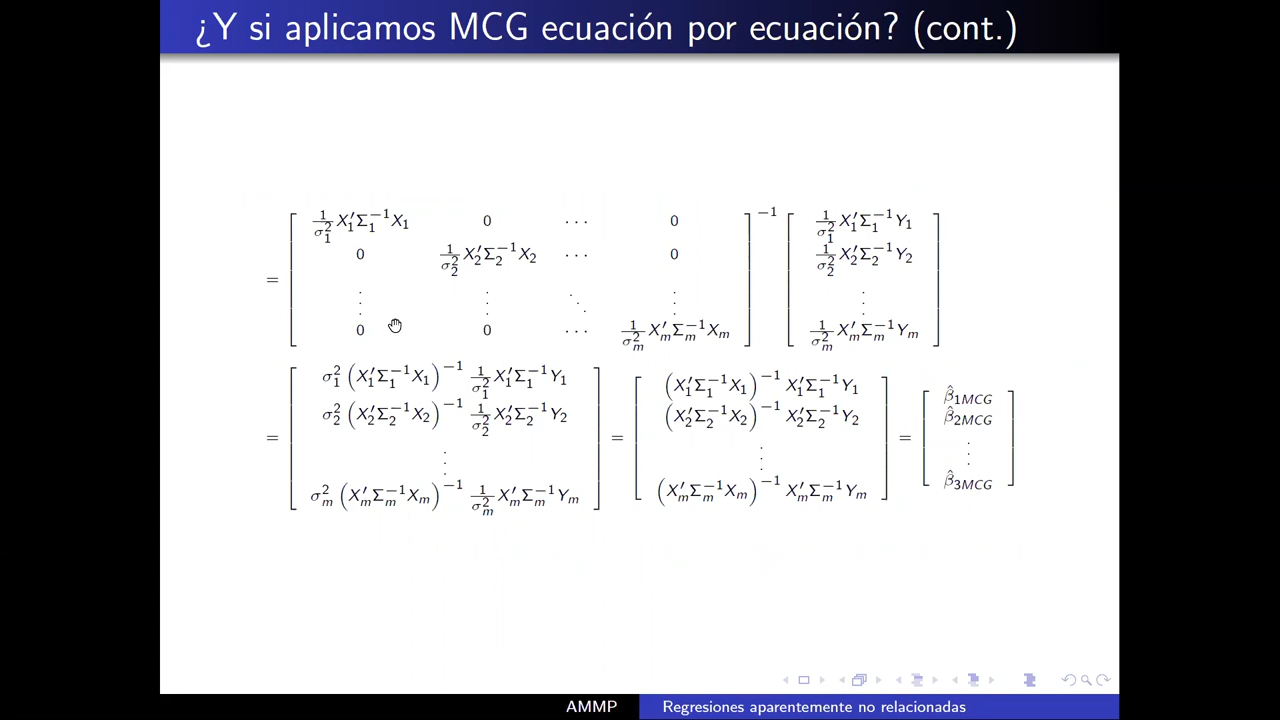 ¿Y si aplicamos MCG ecuación por ecuación? (cont.)
= [ 1/σ₁² X₁′Σ₁⁻¹X₁ 0 ⋯ 0 ]⁻¹ [ 1/σ₁² X₁′Σ₁⁻¹Y₁ ]
0 1/σ₂² X₂′Σ₂⁻¹X₂ ⋯ 0 1/σ₂² X₂′Σ₂⁻¹Y₂
⋮ ⋮ ⋱ ⋮ ⋮
0 0 ⋯ 1/σₘ² Xₘ′Σₘ⁻¹Xₘ 1/σₘ² Xₘ′Σₘ⁻¹Yₘ
= [ σ₁² (X₁′Σ₁⁻¹X₁)⁻¹ 1/σ₁² X₁′Σ₁⁻¹Y₁ ] = [ (X₁′Σ₁⁻¹X₁)⁻¹ X₁′Σ₁⁻¹Y₁ ] = [ β̂₁MCG ]
σ₂² (X₂′Σ₂⁻¹X₂)⁻¹ 1/σ₂² X₂′Σ₂⁻¹Y₂ (X₂′Σ₂⁻¹X₂)⁻¹ X₂′Σ₂⁻¹Y₂ β̂₂MCG
⋮ ⋮ ⋮
σₘ² (Xₘ′Σₘ⁻¹Xₘ)⁻¹ 1/σₘ² Xₘ′Σₘ⁻¹Yₘ (Xₘ′Σₘ⁻¹Xₘ)⁻¹ Xₘ′Σₘ⁻¹Yₘ β̂₃MCG
AMMP Regresiones aparentemente no relacionadas